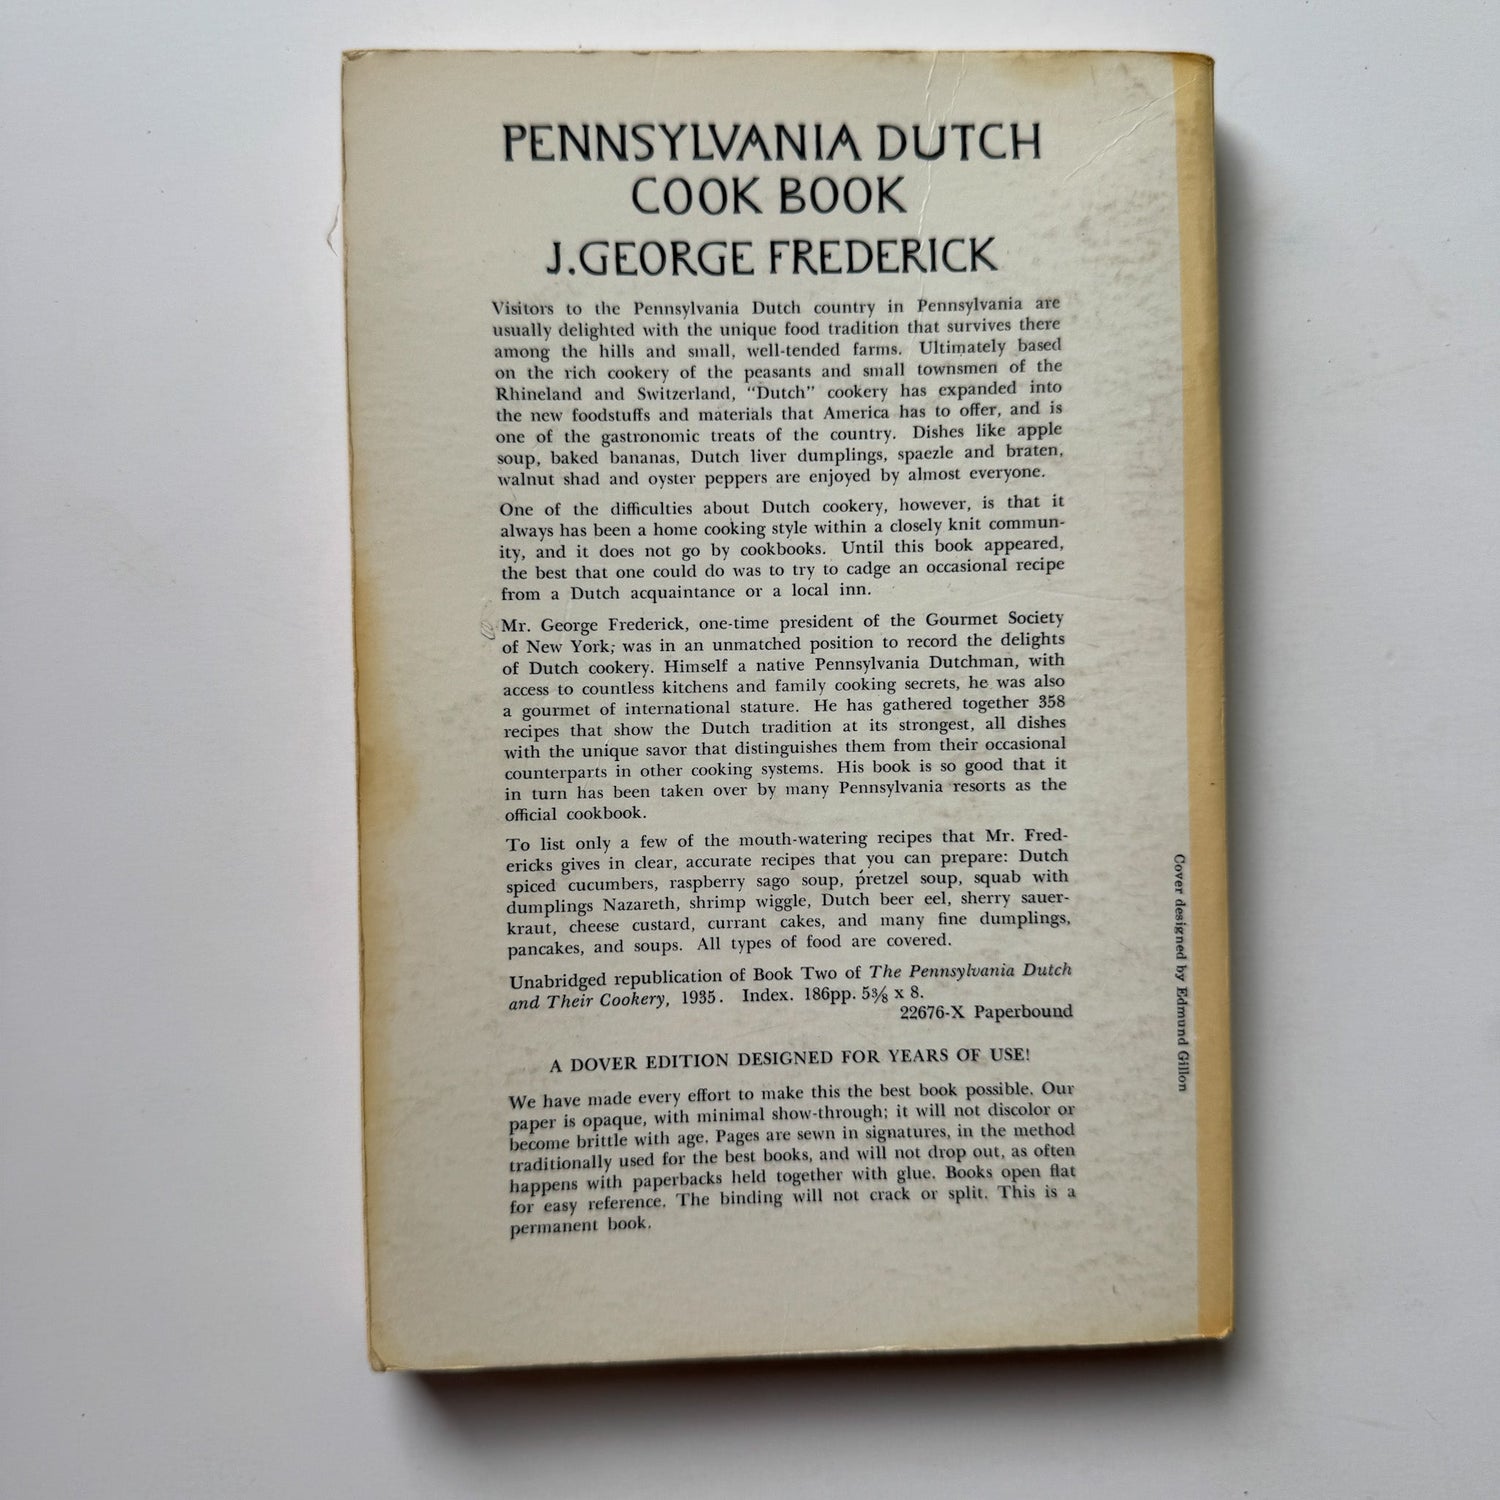 PENNSYLVANIA DUTCH
COOK BOOK
J. GEORGE FREDERICK
Visitors to the Pennsylvania Dutch country in Pennsylvania are
usually delighted with the unique food tradition that survives there
among the hills and small, well-tended farms. Ultimately based
on the rich cookery of the peasants and small townsmen of the
Rhineland and Switzerland, "Dutch" cookery has expanded into
the new foodstuffs and materials that America has to offer, and is
one of the gastronomic treats of the country. Dishes like apple
soup, baked bananas, Dutch liver dumplings, spaezle and braten,
walnut shad and oyster peppers are enjoyed by almost everyone.
One of the difficulties about Dutch cookery, however, is that it
always has been a home cooking style within a closely knit commun-
ity, and it does not go by cookbooks. Until this book appeared,
the best that one could do was to try to cadge an occasional recipe
from a Dutch acquaintance or a local inn.
Mr. George Frederick, one-time president of the Gourmet Society
of New York, was in an unmatched position to record the delights
of Dutch cookery. Himself a native Pennsylvania Dutchman, with
access to countless kitchens and family cooking secrets, he was also
a gourmet of international stature. He has gathered together 358
recipes that show the Dutch tradition at its strongest, all dishes
with the unique savor that distinguishes them from their occasional
counterparts in other cooking systems. His book is so good that it
in turn has been taken over by many Pennsylvania resorts as the
official cookbook.
To list only a few of the mouth-watering recipes that Mr. Fred-
ericks gives in clear, accurate recipes that you can prepare: Dutch
spiced cucumbers, raspberry sago soup, pretzel soup, squab with
dumplings Nazareth, shrimp wiggle, Dutch beer eel, sherry sauer-
kraut, cheese custard, currant cakes, and many fine dumplings,
pancakes, and soups. All types of food are covered.
Unabridged republication of Book Two of The Pennsylvania Dutch
and Their Cookery, 1935. Index. 186pp. 5⅜ x 8.
22676-X Paperbound
A DOVER EDITION DESIGNED FOR YEARS OF USE!
We have made every effort to make this the best book possible. Our
paper is opaque, with minimal show-through; it will not discolor or
become brittle with age. Pages are sewn in signatures, in the method
traditionally used for the best books, and will not drop out, as often
happens with paperbacks held together with glue. Books open flat
for easy reference. The binding will not crack or split. This is a
permanent book.
Cover designed by Edmund Gillon